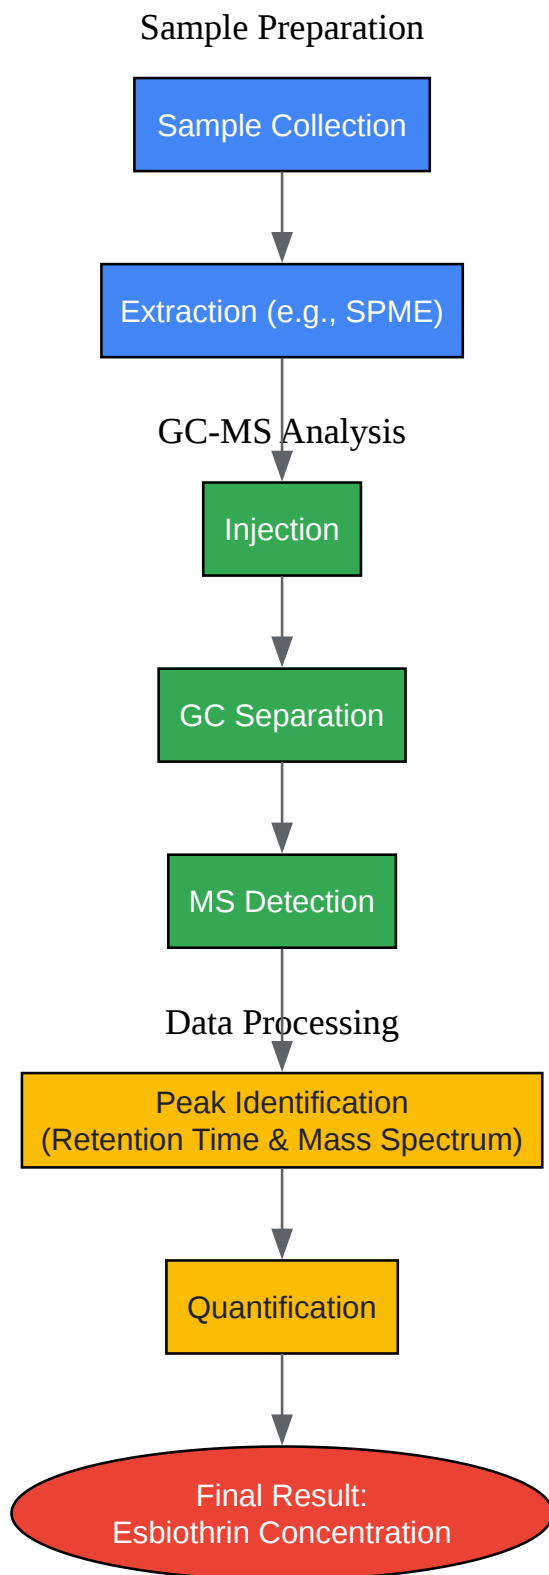 Sample Preparation
Sample Collection
Extraction (e.g., SPME)
GC-MS Analysis
Injection
GC Separation
MS Detection
Data Processing
Peak Identification
(Retention Time & Mass Spectrum)
Quantification
Final Result:
Esbiothrin Concentration